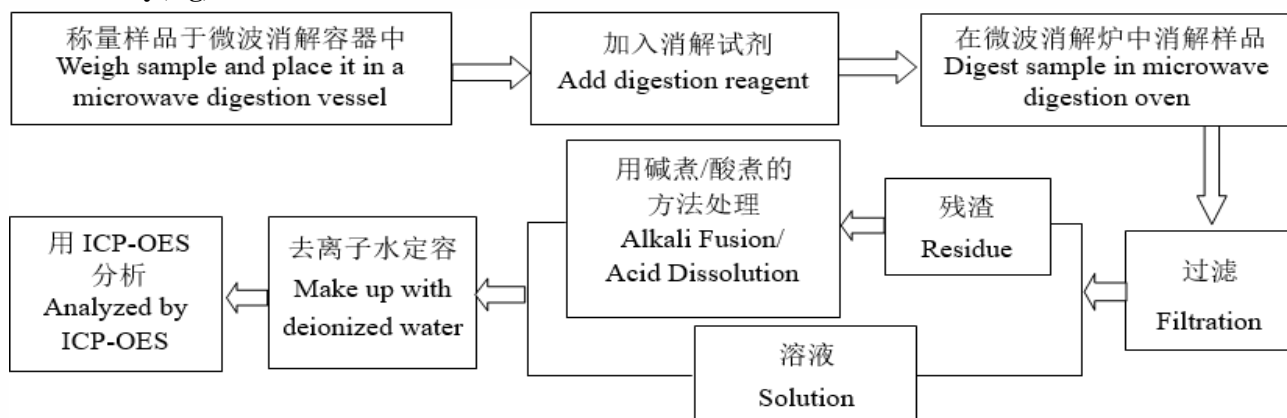 称量样品于微波消解容器中
Weigh sample and place it in a
microwave digestion vessel
加入消解试剂
Add digestion reagent
在微波消解炉中消解样品
Digest sample in microwave
digestion oven
过滤
Filtration
残渣
Residue
用碱煮/酸煮的
方法处理
Alkali Fusion/
Acid Dissolution
溶液
Solution
去离子水定容
Make up with
deionized water
用 ICP-OES
分析
Analyzed by
ICP-OES